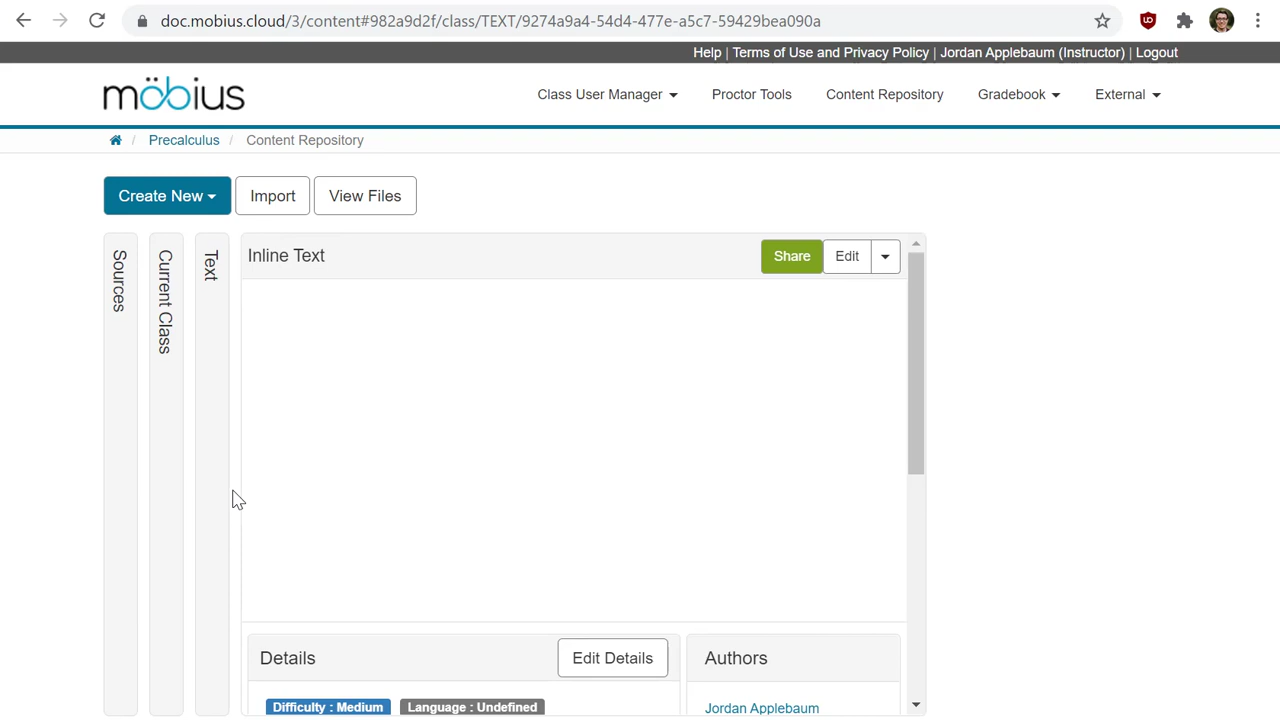 doc.mobius.cloud/3/content#982a9d2f/class/TEXT/9274a9a4-54d4-477e-a5c7-59429bea090a
Help | Terms of Use and Privacy Policy | Jordan Applebaum (Instructor) | Logout
möbius
Class User Manager Proctor Tools Content Repository Gradebook External
/ Precalculus / Content Repository
Create New Import View Files
Sources
Current Class
Text
Inline Text Share Edit
Details Edit Details Authors
Difficulty : Medium Language : Undefined Jordan Applebaum